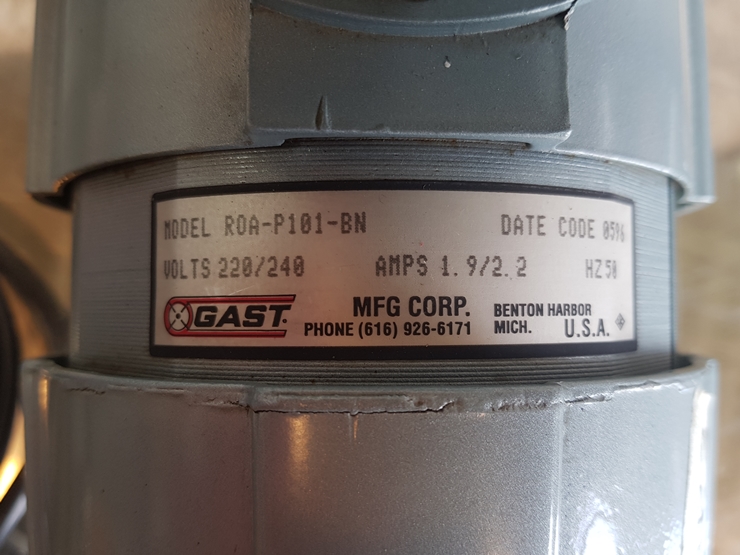 MODEL ROA-P101-BN DATE CODE 0596
VOLTS 220/240 AMPS 1.9/2.2 HZ 50
GAST. MFG CORP. BENTON HARBOR
PHONE (616) 926-6171 MICH. U.S.A.